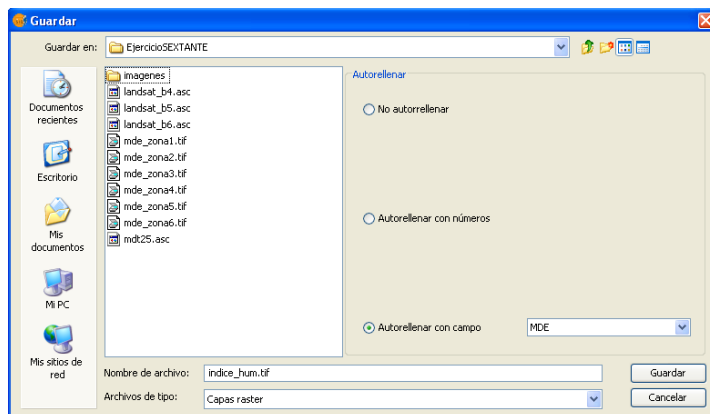 Guardar
Guardar en:
EjercicioSEXTANTE
Documentos
recientes
Escritorio
Mis
documentos
Mi PC
Mis sitios de
red
imagenes
landsat_b4.asc
landsat_b5.asc
landsat_b6.asc
mde_zona1.tif
mde_zona2.tif
mde_zona3.tif
mde_zona4.tif
mde_zona5.tif
mde_zona6.tif
mdt25.asc
Autorellenar
No autorrellenar
Autorellenar con números
Autorellenar con campo
MDE
Nombre de archivo:
indice_hum.tif
Guardar
Archivos de tipo:
Capas raster
Cancelar